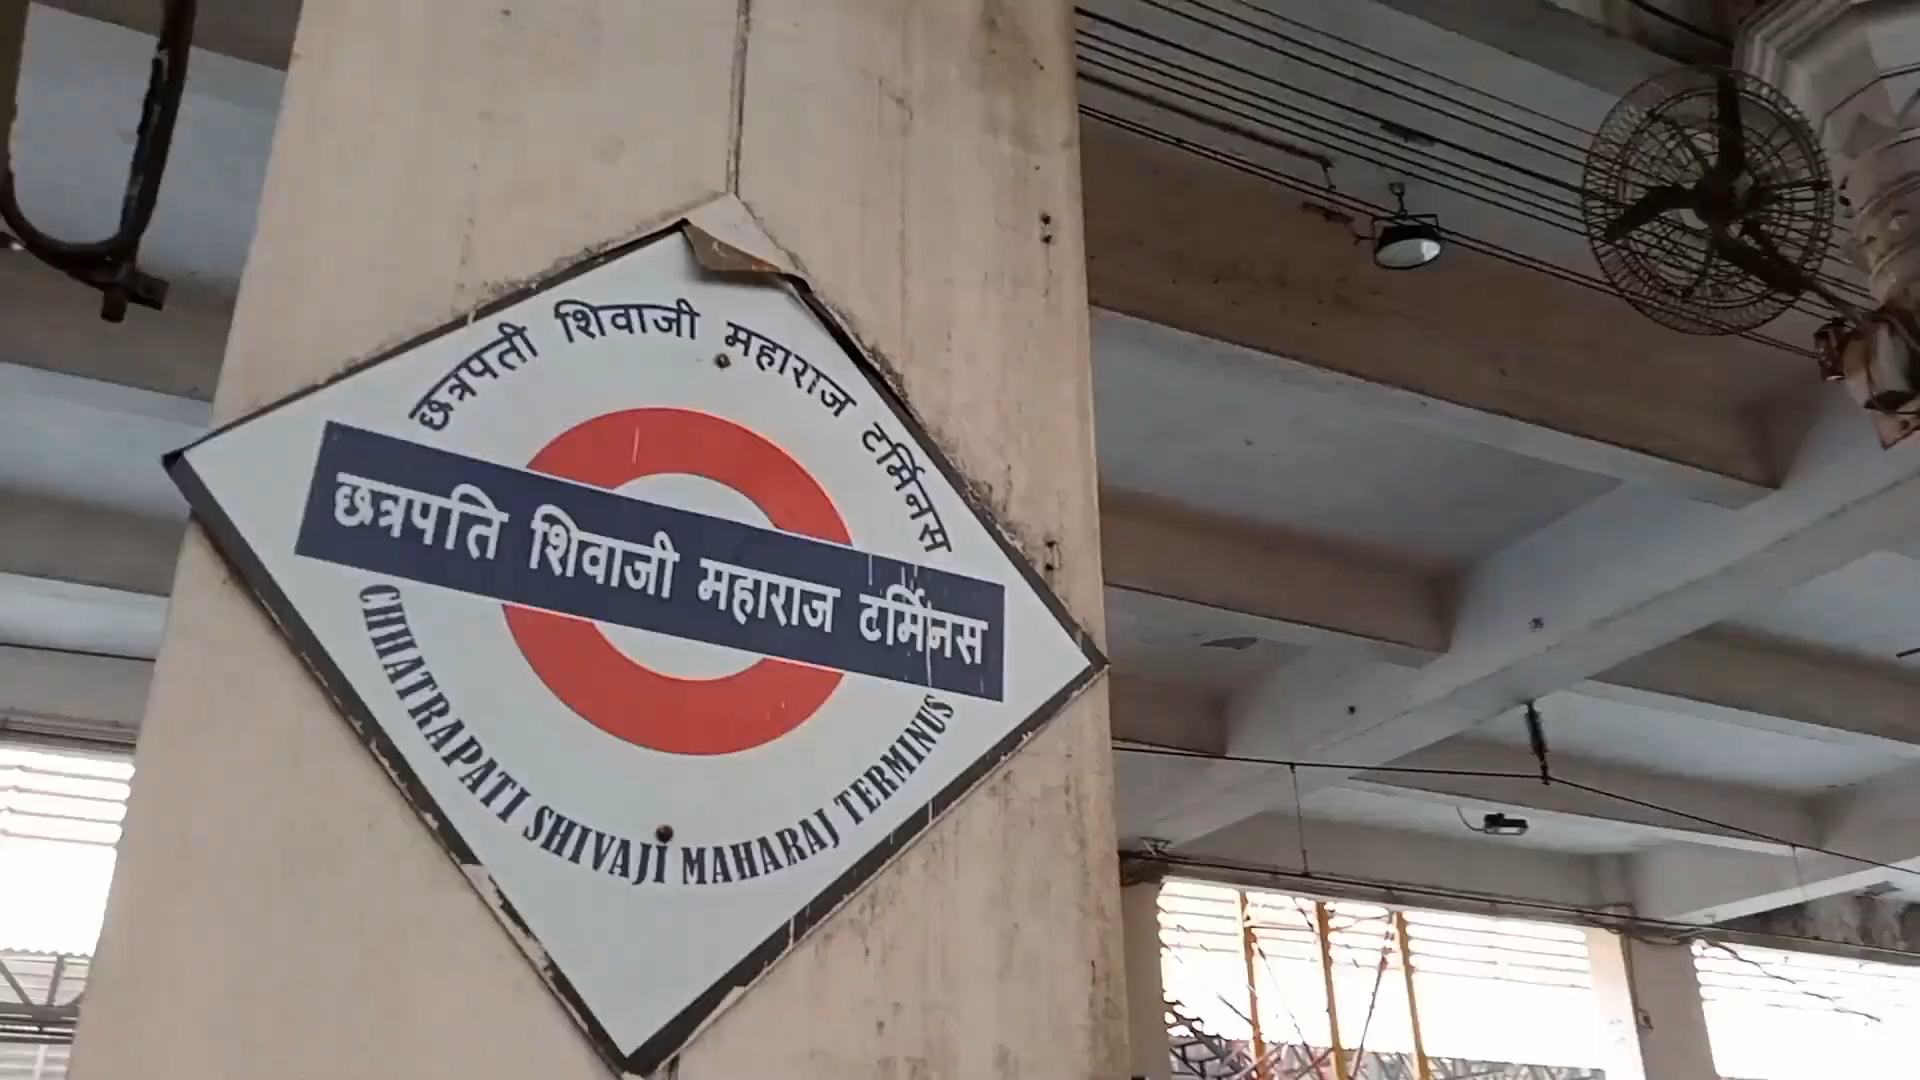 छत्रपती शिवाजी महाराज टर्मिनस
छत्रपति शिवाजी महाराज टर्मिनस
CHHATRAPATI SHIVAJI MAHARAJ TERMINUS